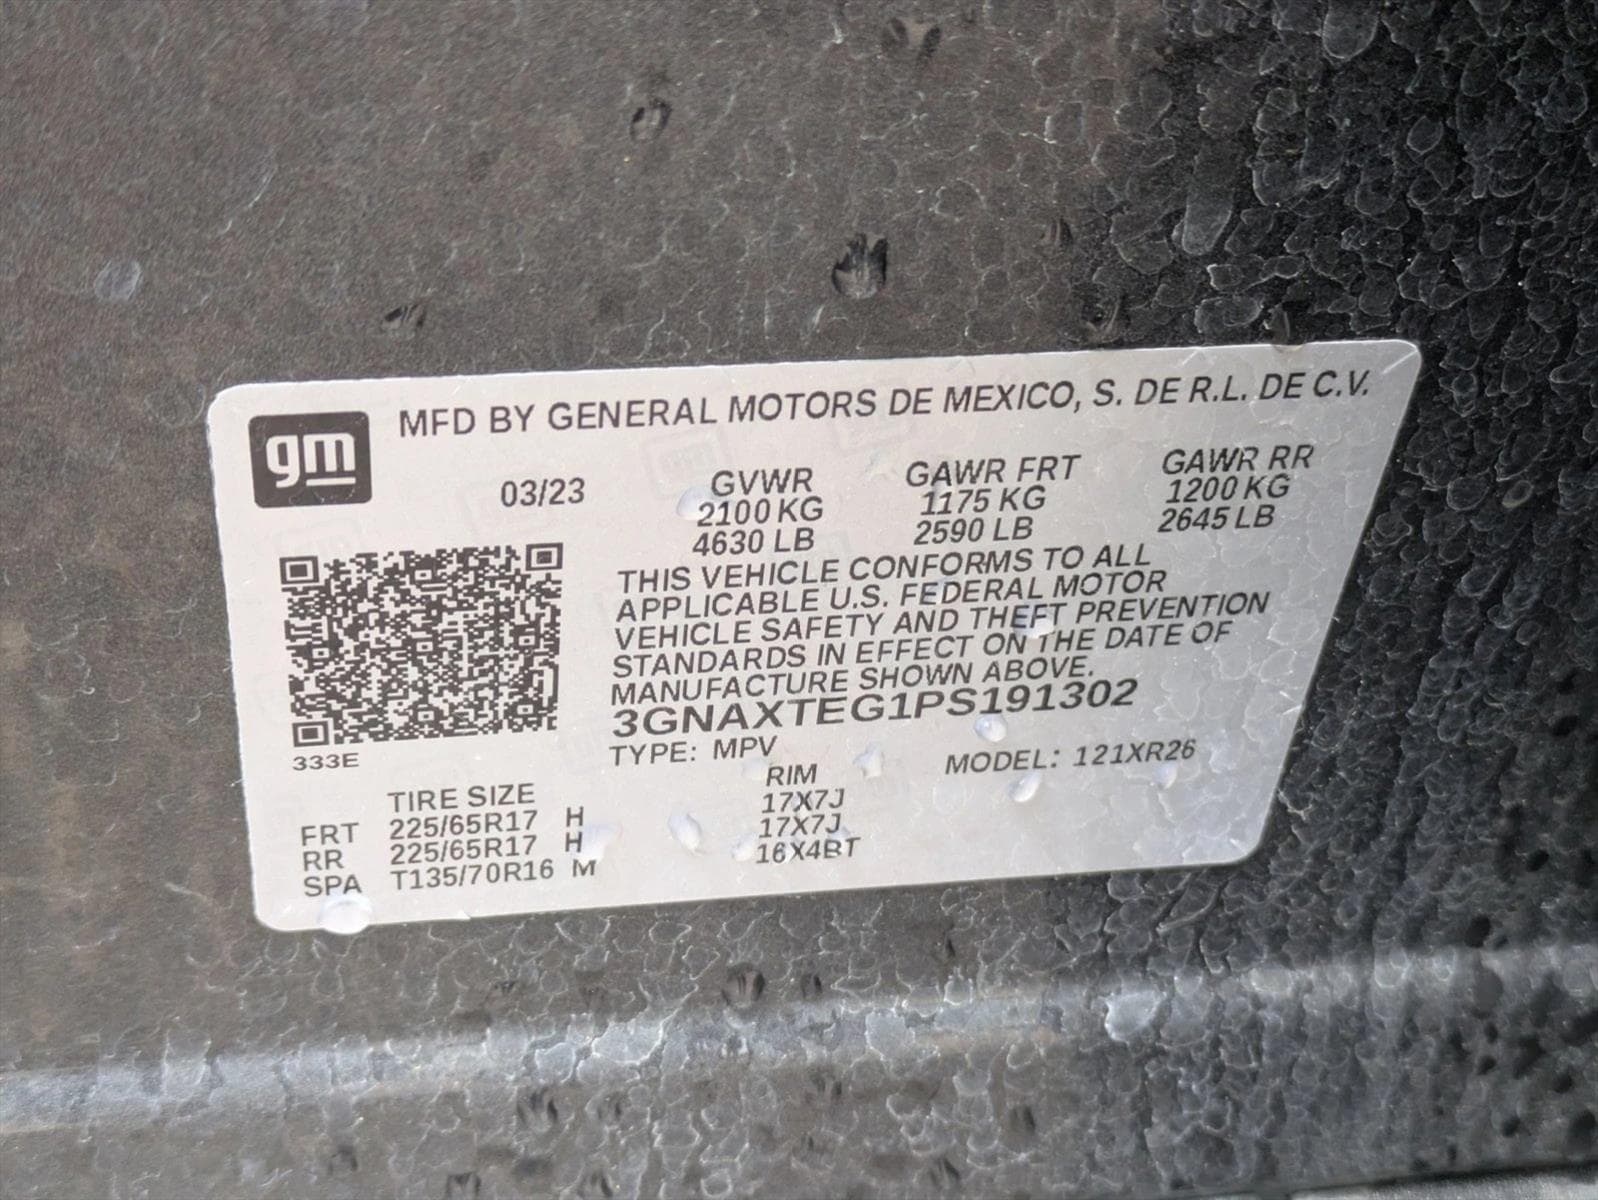 gm
MFD BY GENERAL MOTORS DE MEXICO, S. DE R.L. DE C.V.
03/23 GVWR GAWR FRT GAWR RR
2100 KG 1175 KG 1200 KG
4630 LB 2590 LB 2645 LB
THIS VEHICLE CONFORMS TO ALL
APPLICABLE U.S. FEDERAL MOTOR
VEHICLE SAFETY AND THEFT PREVENTION
STANDARDS IN EFFECT ON THE DATE OF
MANUFACTURE SHOWN ABOVE.
3GNAXTEG1PS191302
333E
TYPE: MPV MODEL: 121XR26
TIRE SIZE RIM
FRT 225/65R17 H 17X7J
RR 225/65R17 H 17X7J
SPA T135/70R16 M 16X4BT